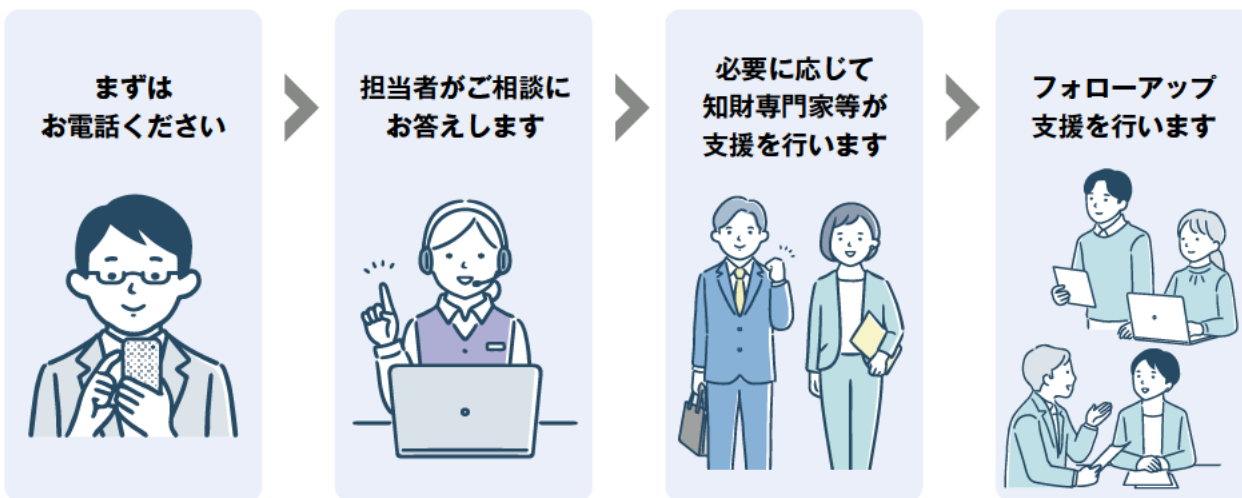 まずは
お電話ください
担当者がご相談に
お答えします
必要に応じて
知財専門家等が
支援を行います
フォローアップ
支援を行います